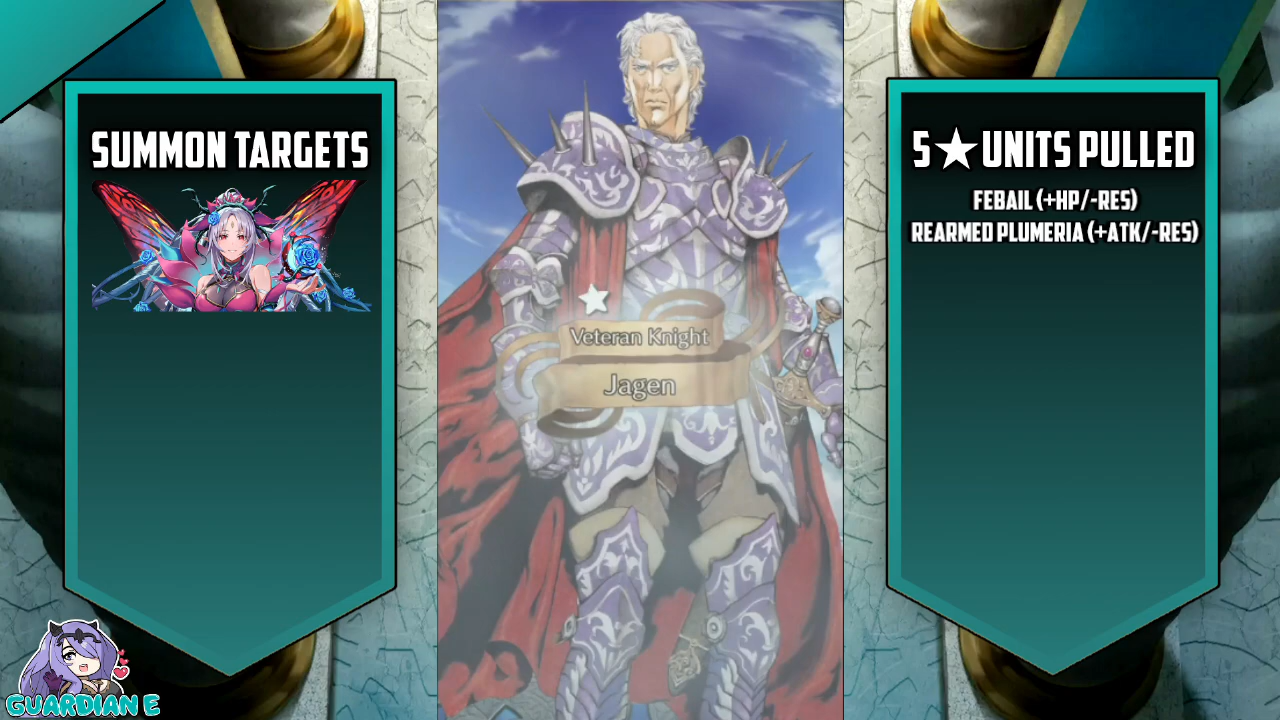 SUMMON TARGETS
Veteran Knight
Jagen
5★UNITS PULLED
FEBAIL (+HP/-RES)
REARMED PLUMERIA (+ATK/-RES)
GUARDIAN E